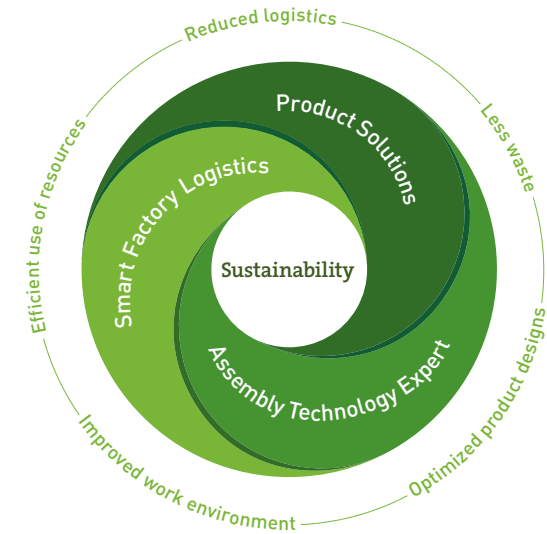 Reduced logistics
Less waste
Optimized product designs
Improved work environment
Efficient use of resources
Product Solutions
Smart Factory Logistics
Assembly Technology Expert
Sustainability